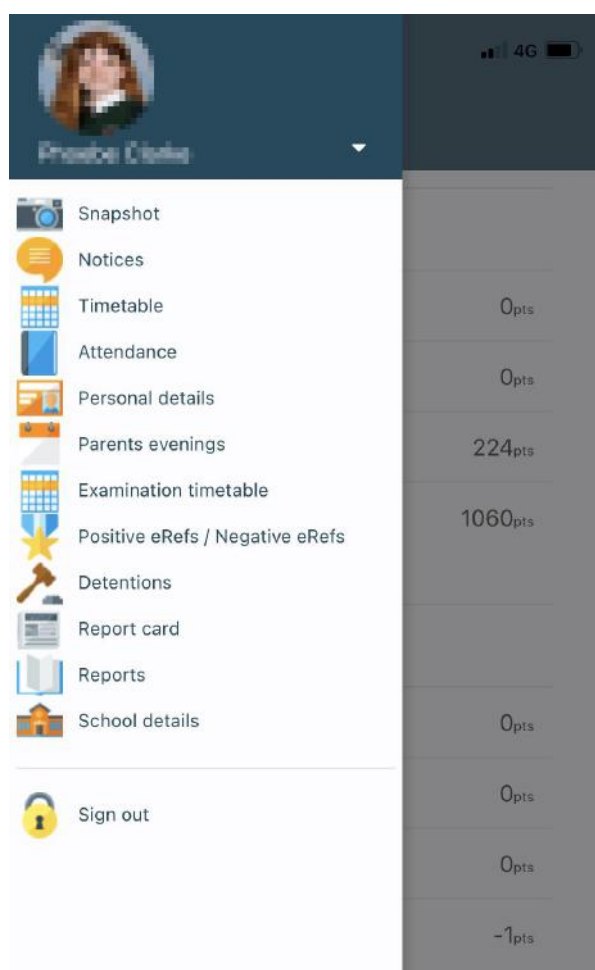 4G
Snapshot
Notices
Timetable
0pts
Attendance
0pts
Personal details
Parents evenings
224pts
Examination timetable
1060pts
Positive eRefs / Negative eRefs
Detentions
Report card
Reports
School details
0pts
0pts
Sign out
0pts
-1pts